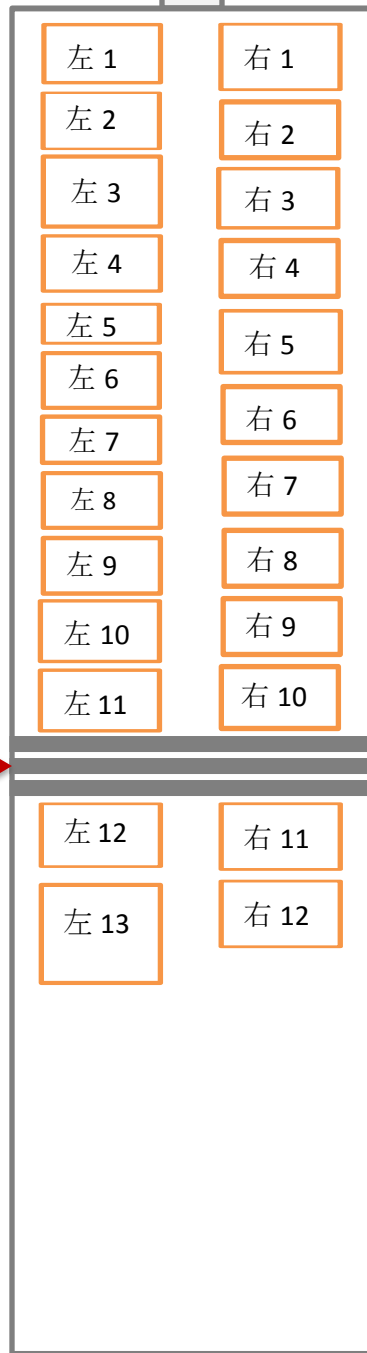 左 1
右 1
左 2
右 2
左 3
右 3
左 4
右 4
左 5
右 5
左 6
右 6
左 7
右 7
左 8
右 8
左 9
右 9
左 10
右 10
左 11
左 12
右 11
左 13
右 12